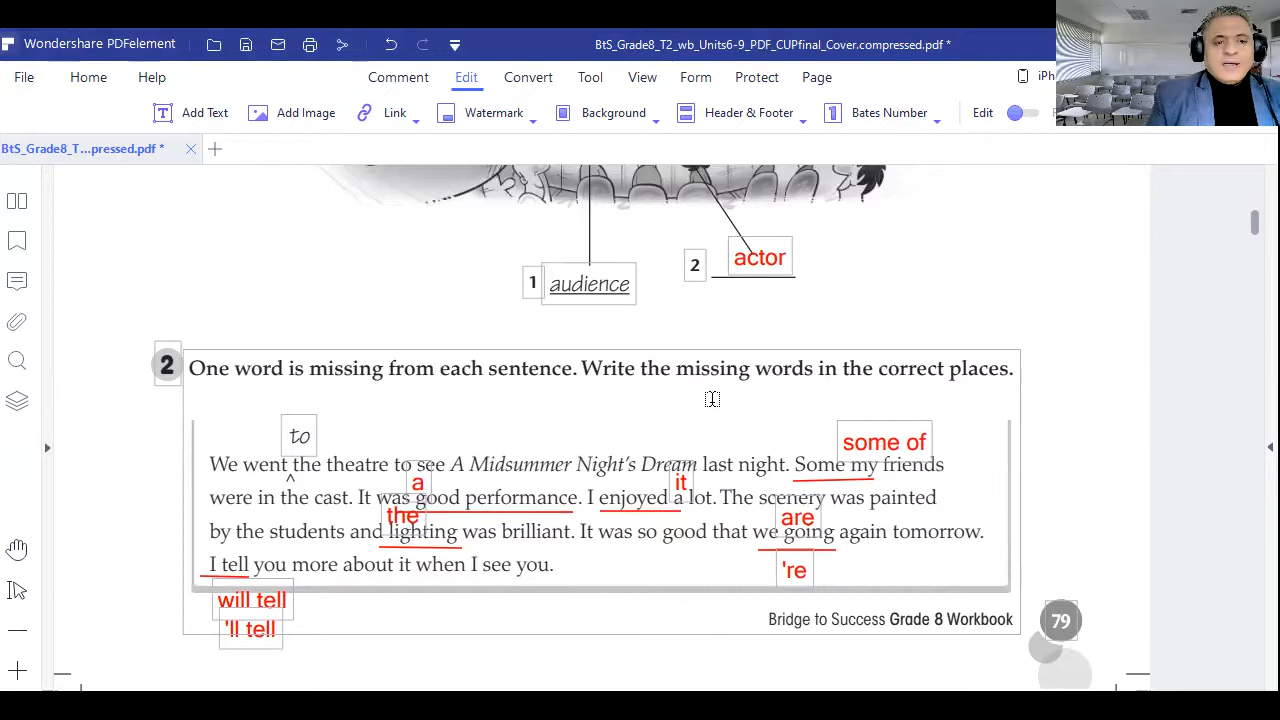 Wondershare PDFelement
BtS_Grade8_T2_wb_Units6-9_PDF_CUPfinal_Cover.compressed.pdf *
File Home Help Comment Edit Convert Tool View Form Protect Page
Add Text Add Image Link Watermark Background Header & Footer Bates Number Edit
BtS_Grade8_T...pressed.pdf *
1 audience
2 actor
2 One word is missing from each sentence. Write the missing words in the correct places.
to
some of
We went the theatre to see A Midsummer Night's Dream last night. Some my friends
a it
were in the cast. It was good performance. I enjoyed a lot. The scenery was painted
the are
by the students and lighting was brilliant. It was so good that we going again tomorrow.
I tell you more about it when I see you.
're
will tell
'll tell
Bridge to Success Grade 8 Workbook
79